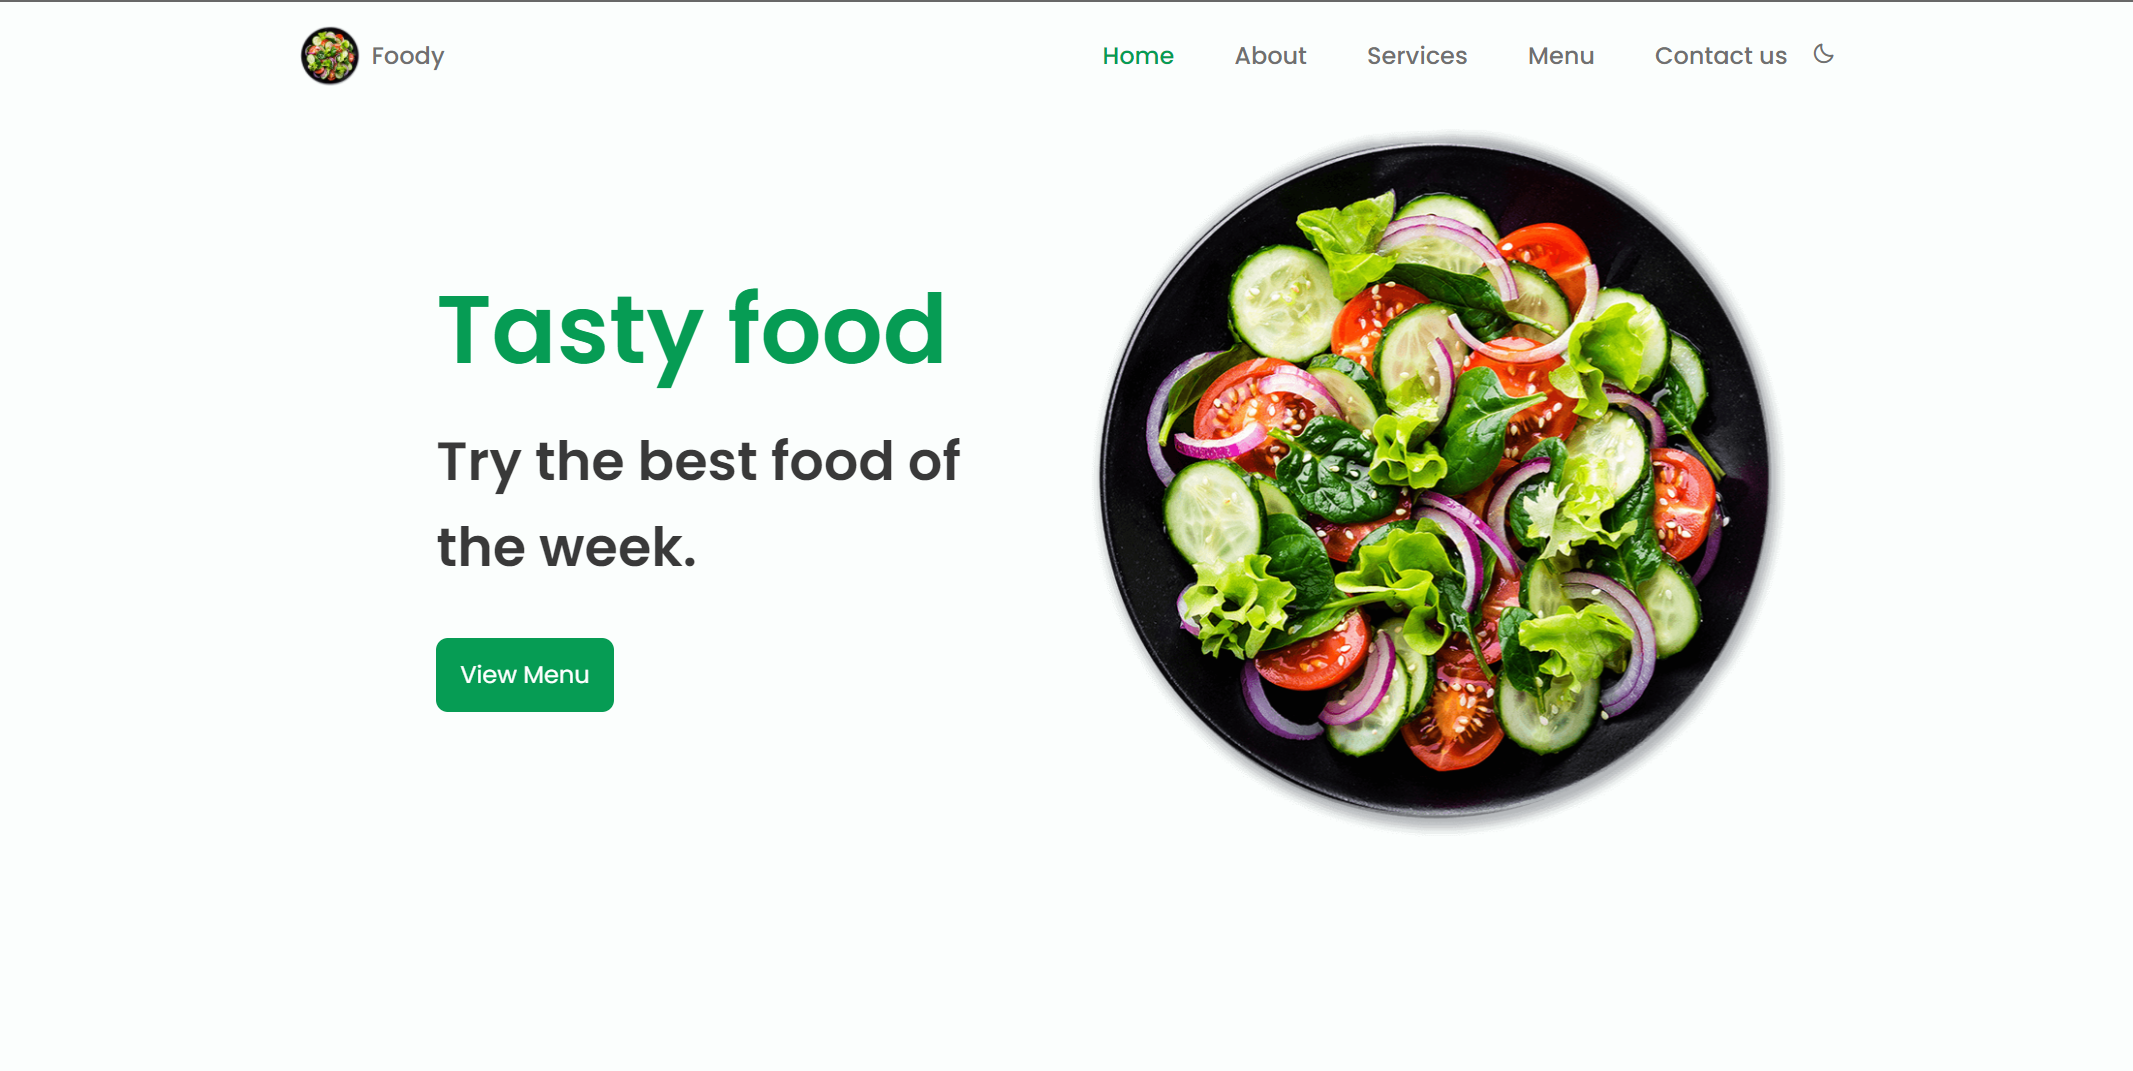 Foody
Home About Services Menu Contact us
Tasty food
Try the best food of
the week.
View Menu